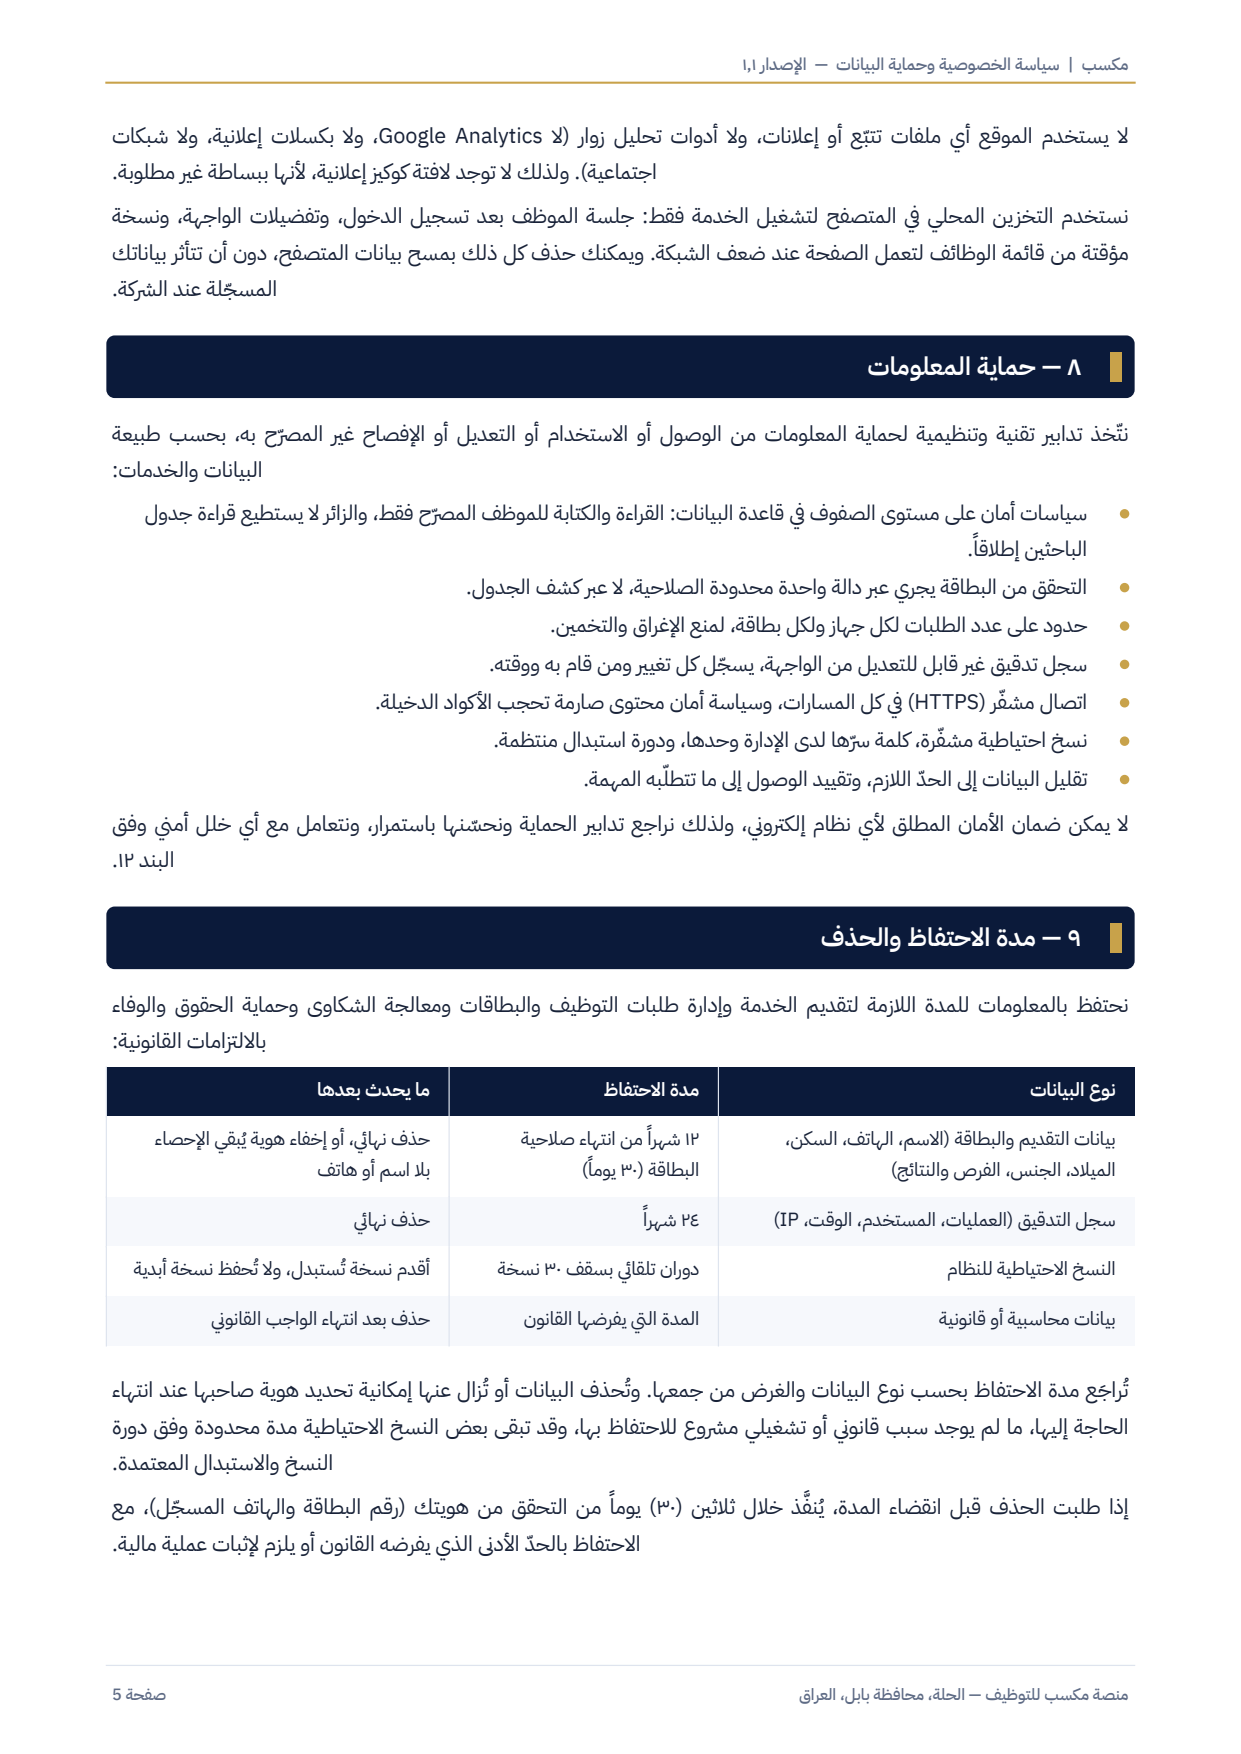 مكسب | سياسة الخصوصية وحماية البيانات — الإصدار ١,١
لا يستخدم الموقع أي ملفات تتبّع أو إعلانات، ولا أدوات تحليل زوار (لا Google Analytics، ولا بكسلات إعلانية، ولا شبكات
اجتماعية). ولذلك لا توجد لافتة كوكيز إعلانية، لأنها ببساطة غير مطلوبة.
نستخدم التخزين المحلي في المتصفح لتشغيل الخدمة فقط: جلسة الموظف بعد تسجيل الدخول، وتفضيلات الواجهة، ونسخة
مؤقتة من قائمة الوظائف لتعمل الصفحة عند ضعف الشبكة. ويمكنك حذف كل ذلك بمسح بيانات المتصفح، دون أن تتأثر بياناتك
المسجّلة عند الشركة.
٨ — حماية المعلومات
نتّخذ تدابير تقنية وتنظيمية لحماية المعلومات من الوصول أو الاستخدام أو التعديل أو الإفصاح غير المصرّح به، بحسب طبيعة
البيانات والخدمات:
• سياسات أمان على مستوى الصفوف في قاعدة البيانات: القراءة والكتابة للموظف المصرّح فقط، والزائر لا يستطيع قراءة جدول
الباحثين إطلاقاً.
• التحقق من البطاقة يجري عبر دالة واحدة محدودة الصلاحية، لا عبر كشف الجدول.
• حدود على عدد الطلبات لكل جهاز ولكل بطاقة، لمنع الإغراق والتخمين.
• سجل تدقيق غير قابل للتعديل من الواجهة، يسجّل كل تغيير ومن قام به ووقته.
• اتصال مشفّر (HTTPS) في كل المسارات، وسياسة أمان محتوى صارمة تحجب الأكواد الدخيلة.
• نسخ احتياطية مشفّرة، كلمة سرّها لدى الإدارة وحدها، ودورة استبدال منتظمة.
• تقليل البيانات إلى الحدّ اللازم، وتقييد الوصول إلى ما تتطلّبه المهمة.
لا يمكن ضمان الأمان المطلق لأي نظام إلكتروني، ولذلك نراجع تدابير الحماية ونحسّنها باستمرار، ونتعامل مع أي خلل أمني وفق
البند ١٢.
٩ — مدة الاحتفاظ والحذف
نحتفظ بالمعلومات للمدة اللازمة لتقديم الخدمة وإدارة طلبات التوظيف والبطاقات ومعالجة الشكاوى وحماية الحقوق والوفاء
بالالتزامات القانونية:
نوع البيانات مدة الاحتفاظ ما يحدث بعدها
بيانات التقديم والبطاقة (الاسم، الهاتف، السكن، ١٢ شهراً من انتهاء صلاحية حذف نهائي، أو إخفاء هوية يُبقي الإحصاء
الميلاد، الجنس، الفرص والنتائج) البطاقة (٣٠ يوماً) بلا اسم أو هاتف
سجل التدقيق (العمليات، المستخدم، الوقت، IP) ٢٤ شهراً حذف نهائي
النسخ الاحتياطية للنظام دوران تلقائي بسقف ٣٠ نسخة أقدم نسخة تُستبدل، ولا تُحفظ نسخة أبدية
بيانات محاسبية أو قانونية المدة التي يفرضها القانون حذف بعد انتهاء الواجب القانوني
تُراجَع مدة الاحتفاظ بحسب نوع البيانات والغرض من جمعها. وتُحذف البيانات أو تُزال عنها إمكانية تحديد هوية صاحبها عند انتهاء
الحاجة إليها، ما لم يوجد سبب قانوني أو تشغيلي مشروع للاحتفاظ بها، وقد تبقى بعض النسخ الاحتياطية مدة محدودة وفق دورة
النسخ والاستبدال المعتمدة.
إذا طلبت الحذف قبل انقضاء المدة، يُنفَّذ خلال ثلاثين (٣٠) يوماً من التحقق من هويتك (رقم البطاقة والهاتف المسجّل)، مع
الاحتفاظ بالحدّ الأدنى الذي يفرضه القانون أو يلزم لإثبات عملية مالية.
منصة مكسب للتوظيف — الحلة، محافظة بابل، العراق صفحة 5